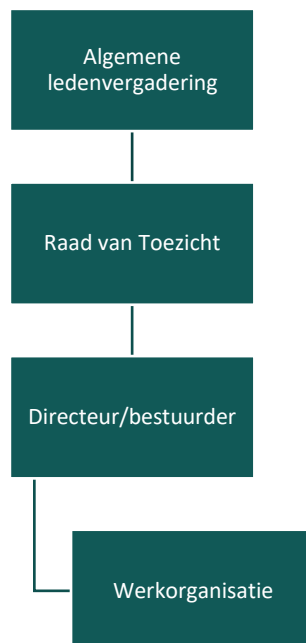 Algemene
ledenvergadering
Raad van Toezicht
Directeur/bestuurder
Werkorganisatie